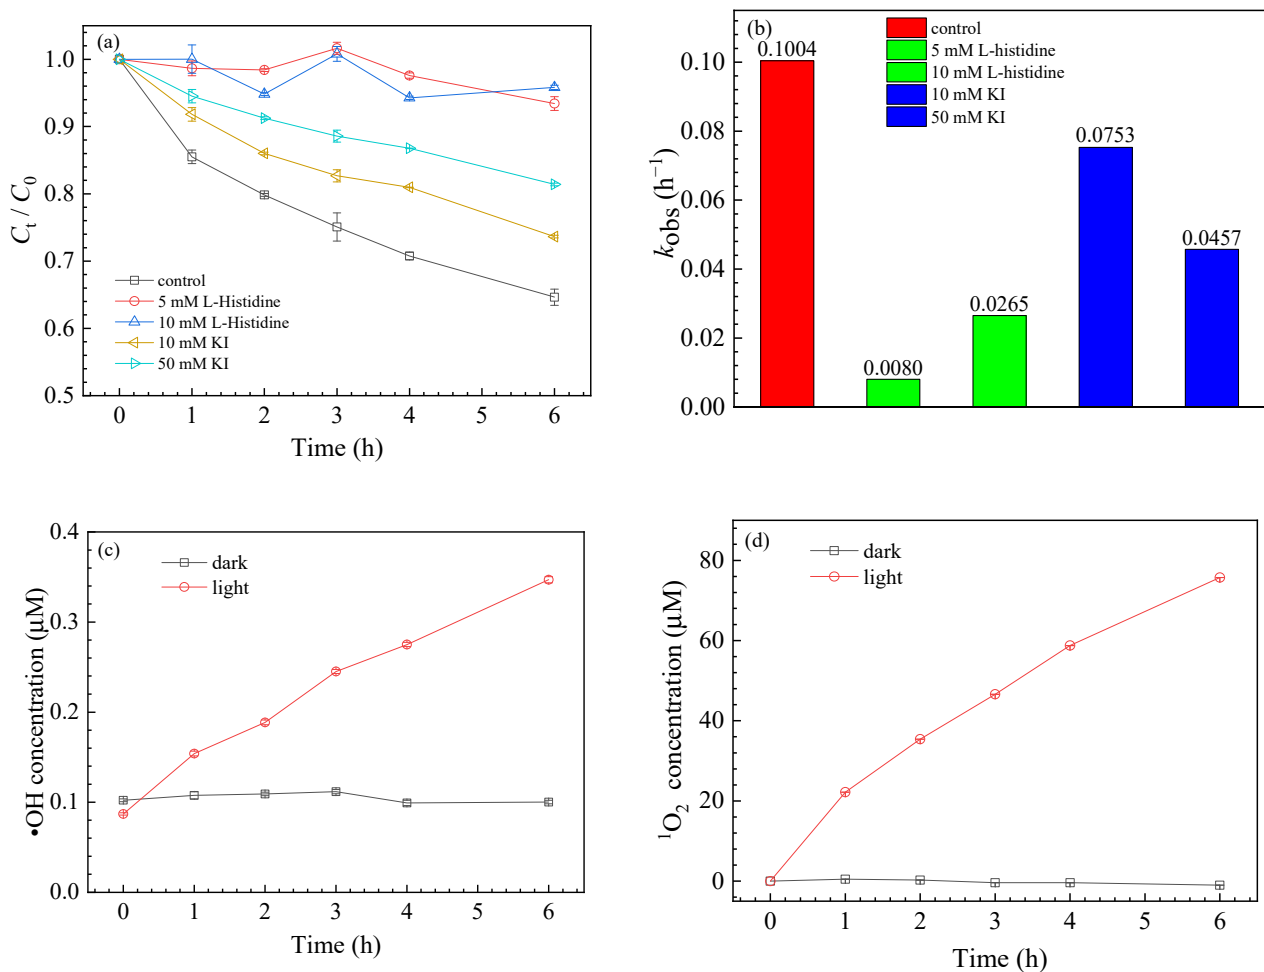 (a)
1.0
0.9
0.8
0.7
0.6
0.5
C_t / C_0
control
5 mM L-Histidine
10 mM L-Histidine
10 mM KI
50 mM KI
0 1 2 3 4 5 6
Time (h)
(b)
control
5 mM L-histidine
10 mM L-histidine
10 mM KI
50 mM KI
0.10
0.08
0.06
0.04
0.02
0.00
k_obs (h⁻¹)
0.1004
0.0080
0.0265
0.0753
0.0457
(c)
dark
light
0.4
0.3
0.2
0.1
0.0
•OH concentration (μM)
0 1 2 3 4 5 6
Time (h)
(d)
dark
light
80
60
40
20
0
¹O₂ concentration (μM)
0 1 2 3 4 5 6
Time (h)